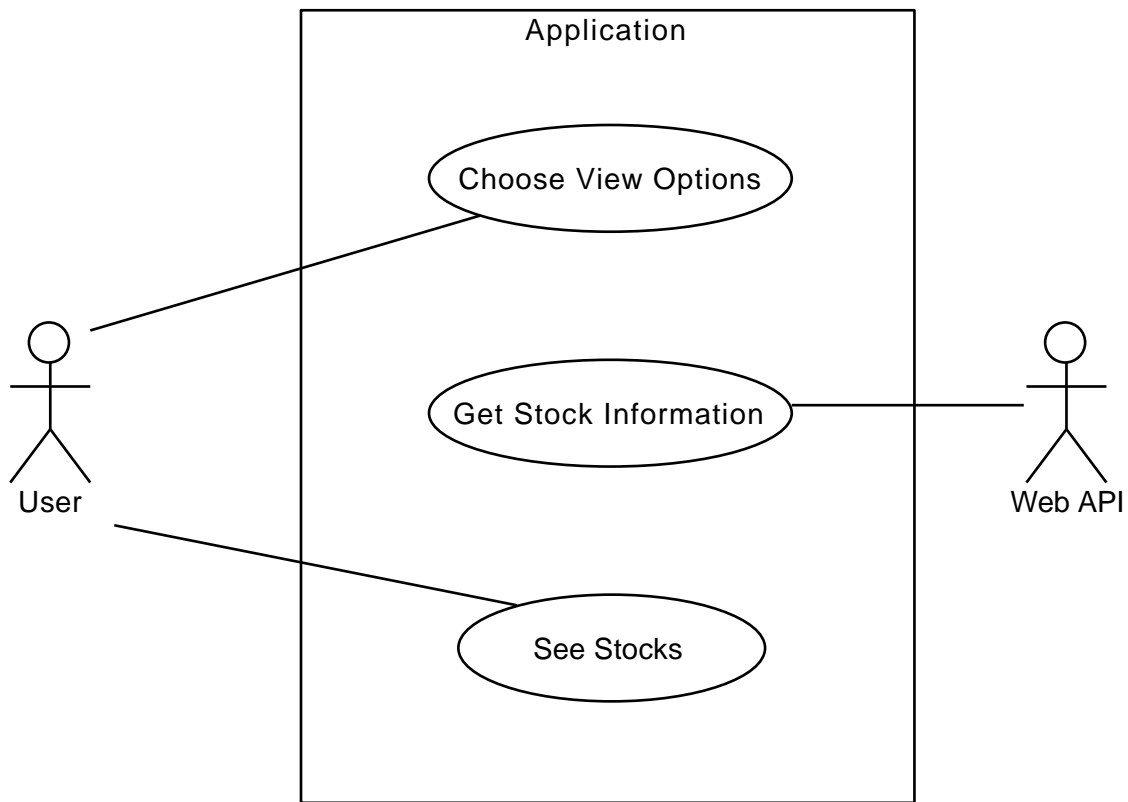 Application
Choose View Options
Get Stock Information
User
Web API
See Stocks